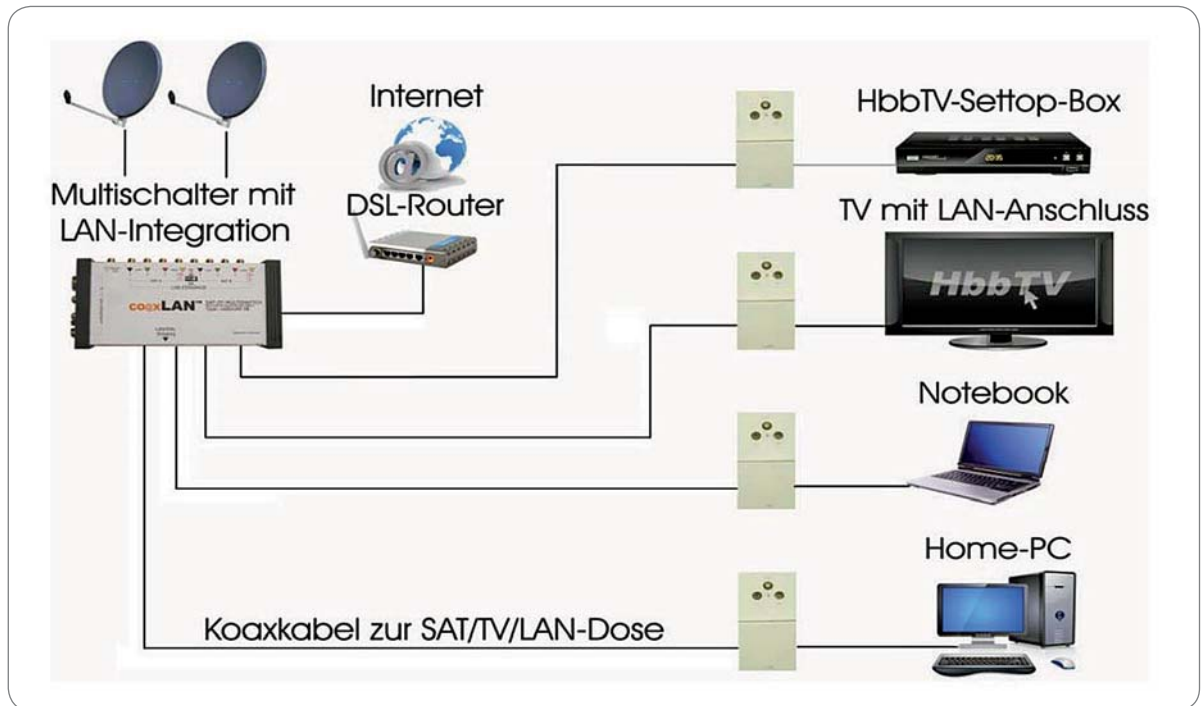 Internet
HbbTV-Settop-Box
Multischalter mit
LAN-Integration
DSL-Router
TV mit LAN-Anschluss
coaxLAN™
HbbTV
Notebook
Home-PC
Koaxkabel zur SAT/TV/LAN-Dose